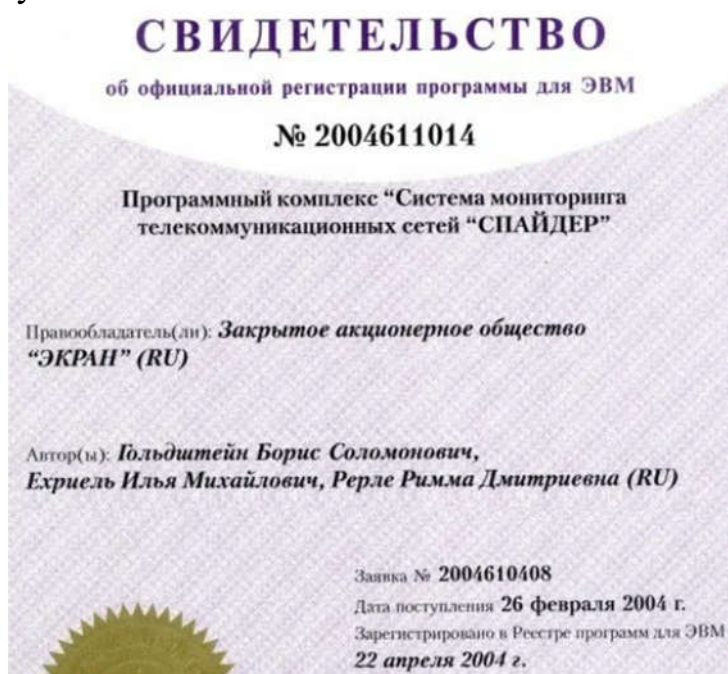 СВИДЕТЕЛЬСТВО
об официальной регистрации программы для ЭВМ
№ 2004611014
Программный комплекс “Система мониторинга
телекоммуникационных сетей “СПАЙДЕР”
Правообладатель(ли): Закрытое акционерное общество
“ЭКРАН” (RU)
Автор(ы): Гольдштейн Борис Соломонович,
Ехриель Илья Михайлович, Рерле Римма Дмитриевна (RU)
Заявка № 2004610408
Дата поступления 26 февраля 2004 г.
Зарегистрировано в Реестре программ для ЭВМ
22 апреля 2004 г.